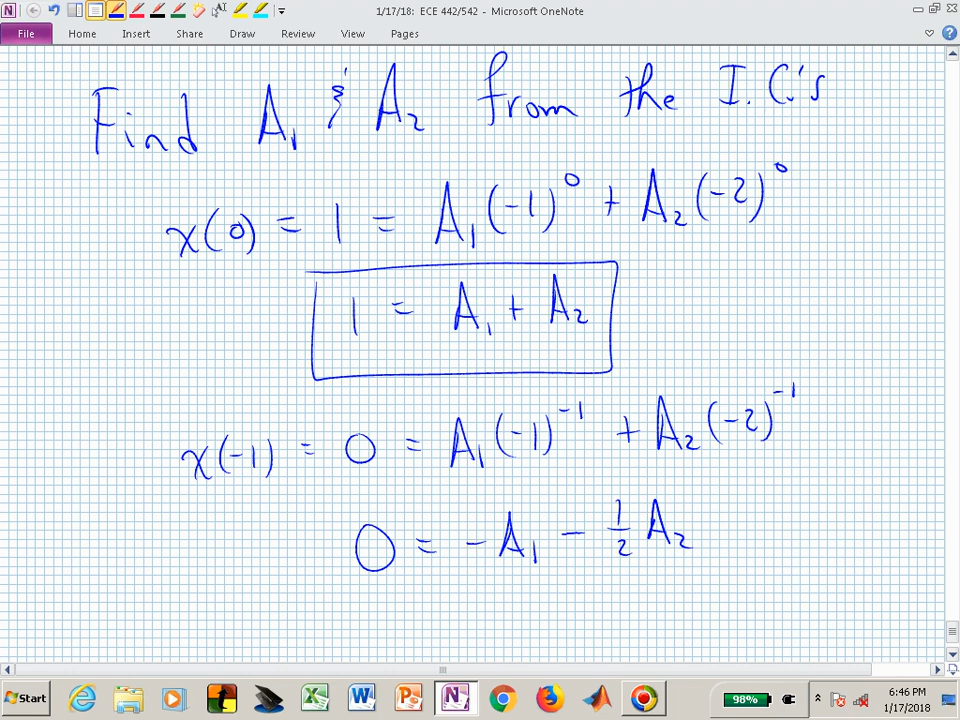 1/17/18: ECE 442/542 - Microsoft OneNote
File Home Insert Share Draw Review View Pages
Find A₁ & A₂ from the I.C.'s
x(0) = 1 = A₁(-1)⁰ + A₂(-2)⁰
1 = A₁ + A₂
x(-1) = 0 = A₁(-1)⁻¹ + A₂(-2)⁻¹
0 = -A₁ - ½A₂
Start
98%
6:46 PM
1/17/2018